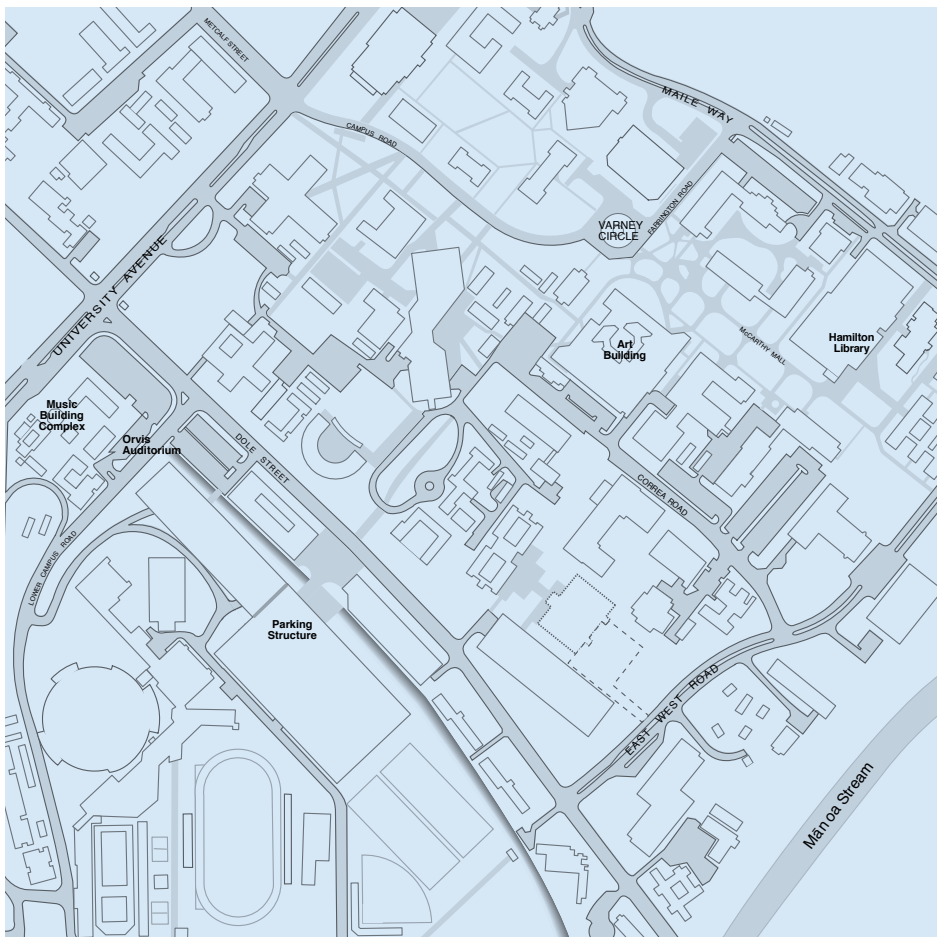 METCALF STREET
MAILE WAY
CAMPUS ROAD
FARRINGTON ROAD
VARNEY
CIRCLE
UNIVERSITY AVENUE
McCARTHY MALL
Art
Building
Hamilton
Library
Music
Building
Complex
Orvis
Auditorium
DOLE STREET
CORREA ROAD
LOWER CAMPUS ROAD
Parking
Structure
EAST WEST ROAD
Mānoa Stream